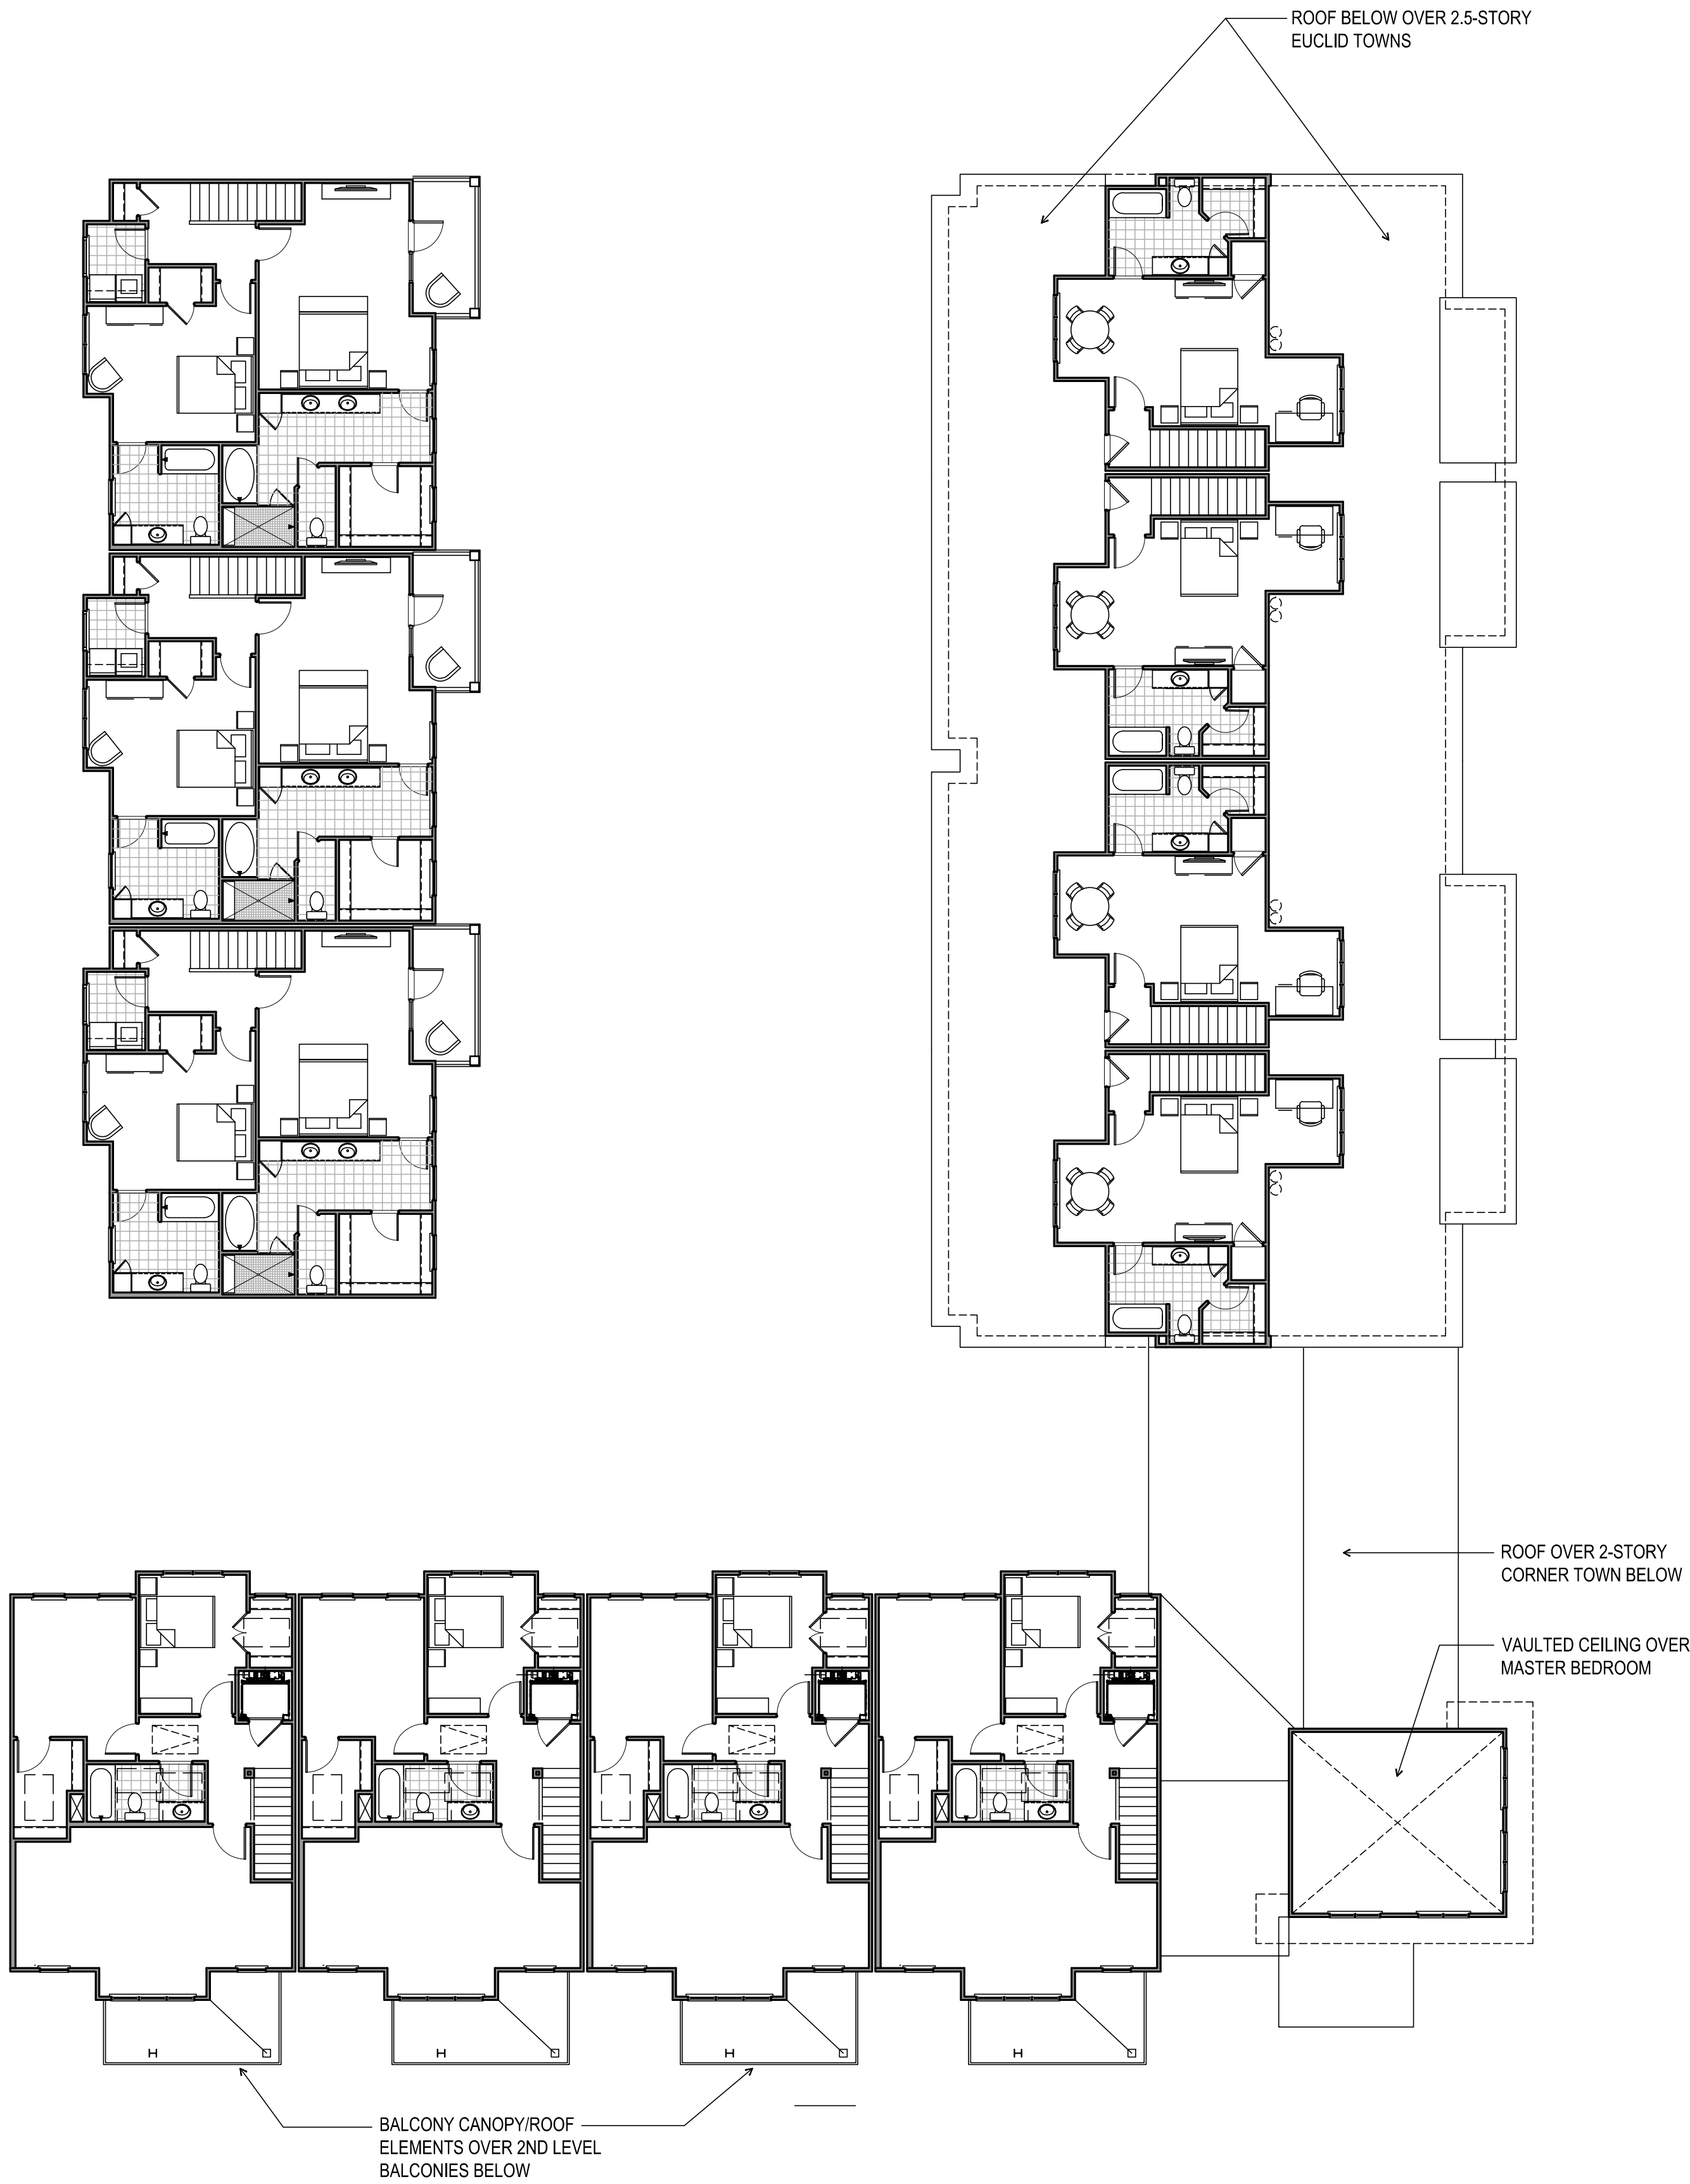 ROOF BELOW OVER 2.5-STORY
EUCLID TOWNS
ROOF OVER 2-STORY
CORNER TOWN BELOW
VAULTED CEILING OVER
MASTER BEDROOM
BALCONY CANOPY/ROOF
ELEMENTS OVER 2ND LEVEL
BALCONIES BELOW